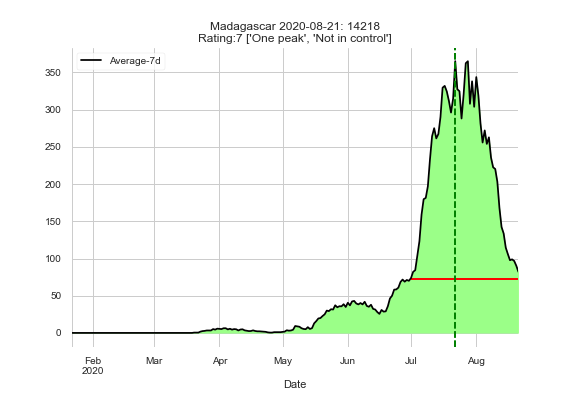 Madagascar 2020-08-21: 14218
Rating:7 ['One peak', 'Not in control']
Average-7d
350
300
250
200
150
100
50
0
Feb Mar Apr May Jun Jul Aug
2020
Date